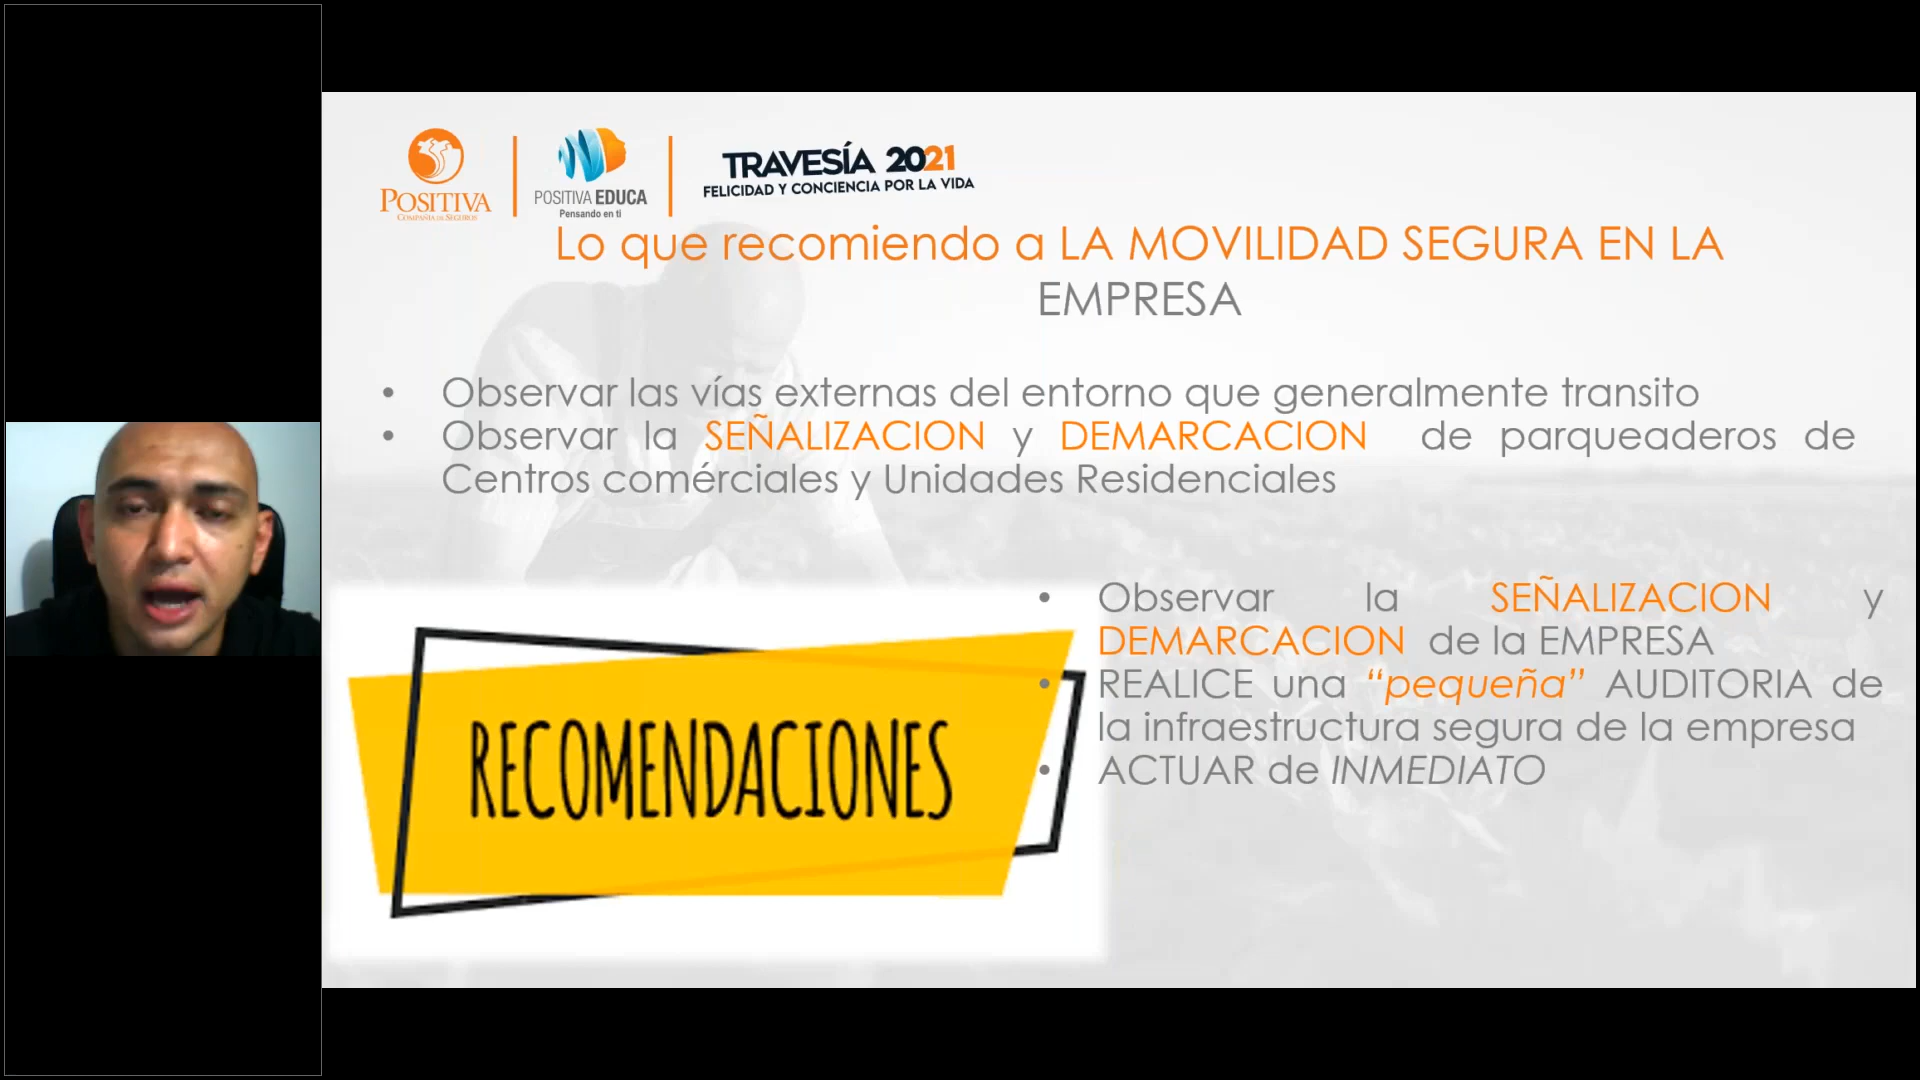 POSITIVA
COMPAÑÍA DE SEGUROS
POSITIVA EDUCA
Pensando en ti
TRAVESÍA 2021
FELICIDAD Y CONCIENCIA POR LA VIDA
Lo que recomiendo a LA MOVILIDAD SEGURA EN LA
EMPRESA
• Observar las vías externas del entorno que generalmente transito
• Observar la SEÑALIZACION y DEMARCACION de parqueaderos de
Centros comérciales y Unidades Residenciales
RECOMENDACIONES
• Observar la SEÑALIZACION y
DEMARCACION de la EMPRESA
• REALICE una “pequeña” AUDITORIA de
la infraestructura segura de la empresa
• ACTUAR de INMEDIATO